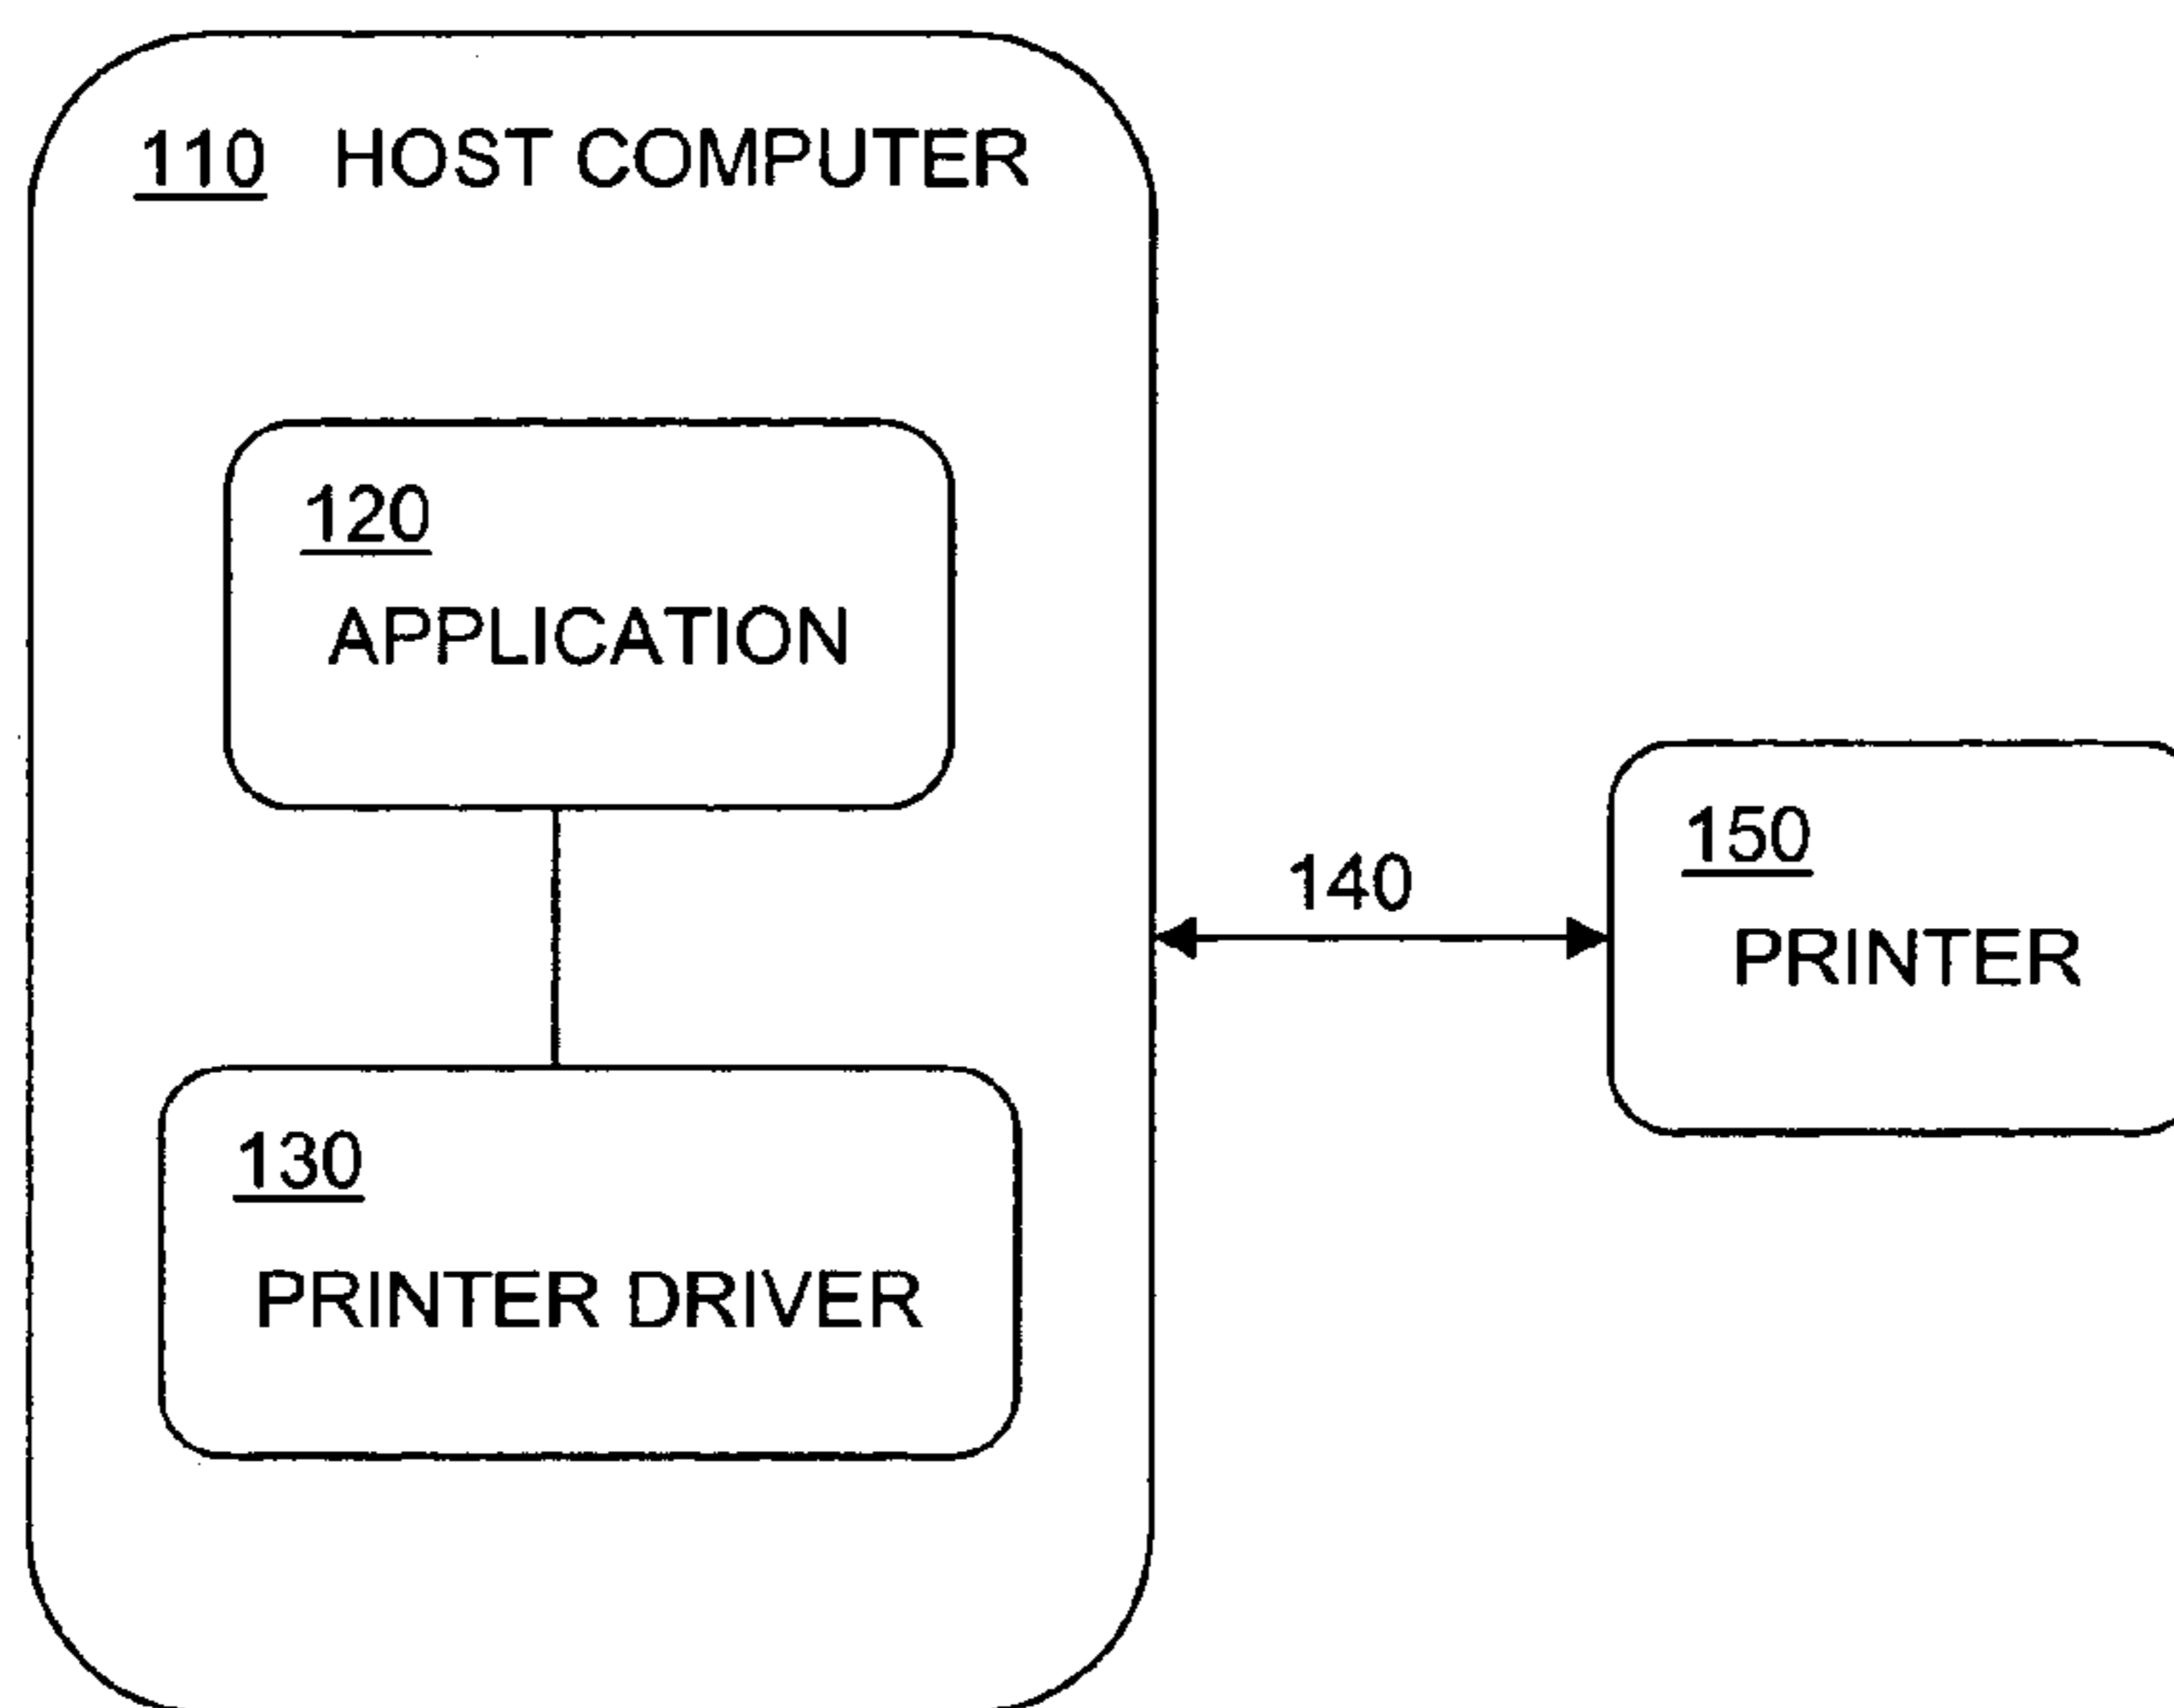 110 HOST COMPUTER
120
APPLICATION
130
PRINTER DRIVER
140
150
PRINTER